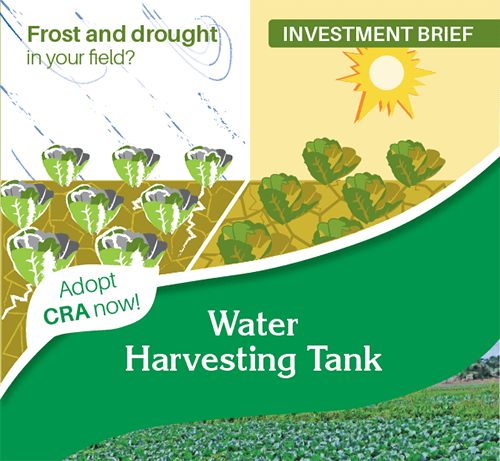 Frost and drought
in your field?
INVESTMENT BRIEF
Adopt
CRA now!
Water
Harvesting Tank